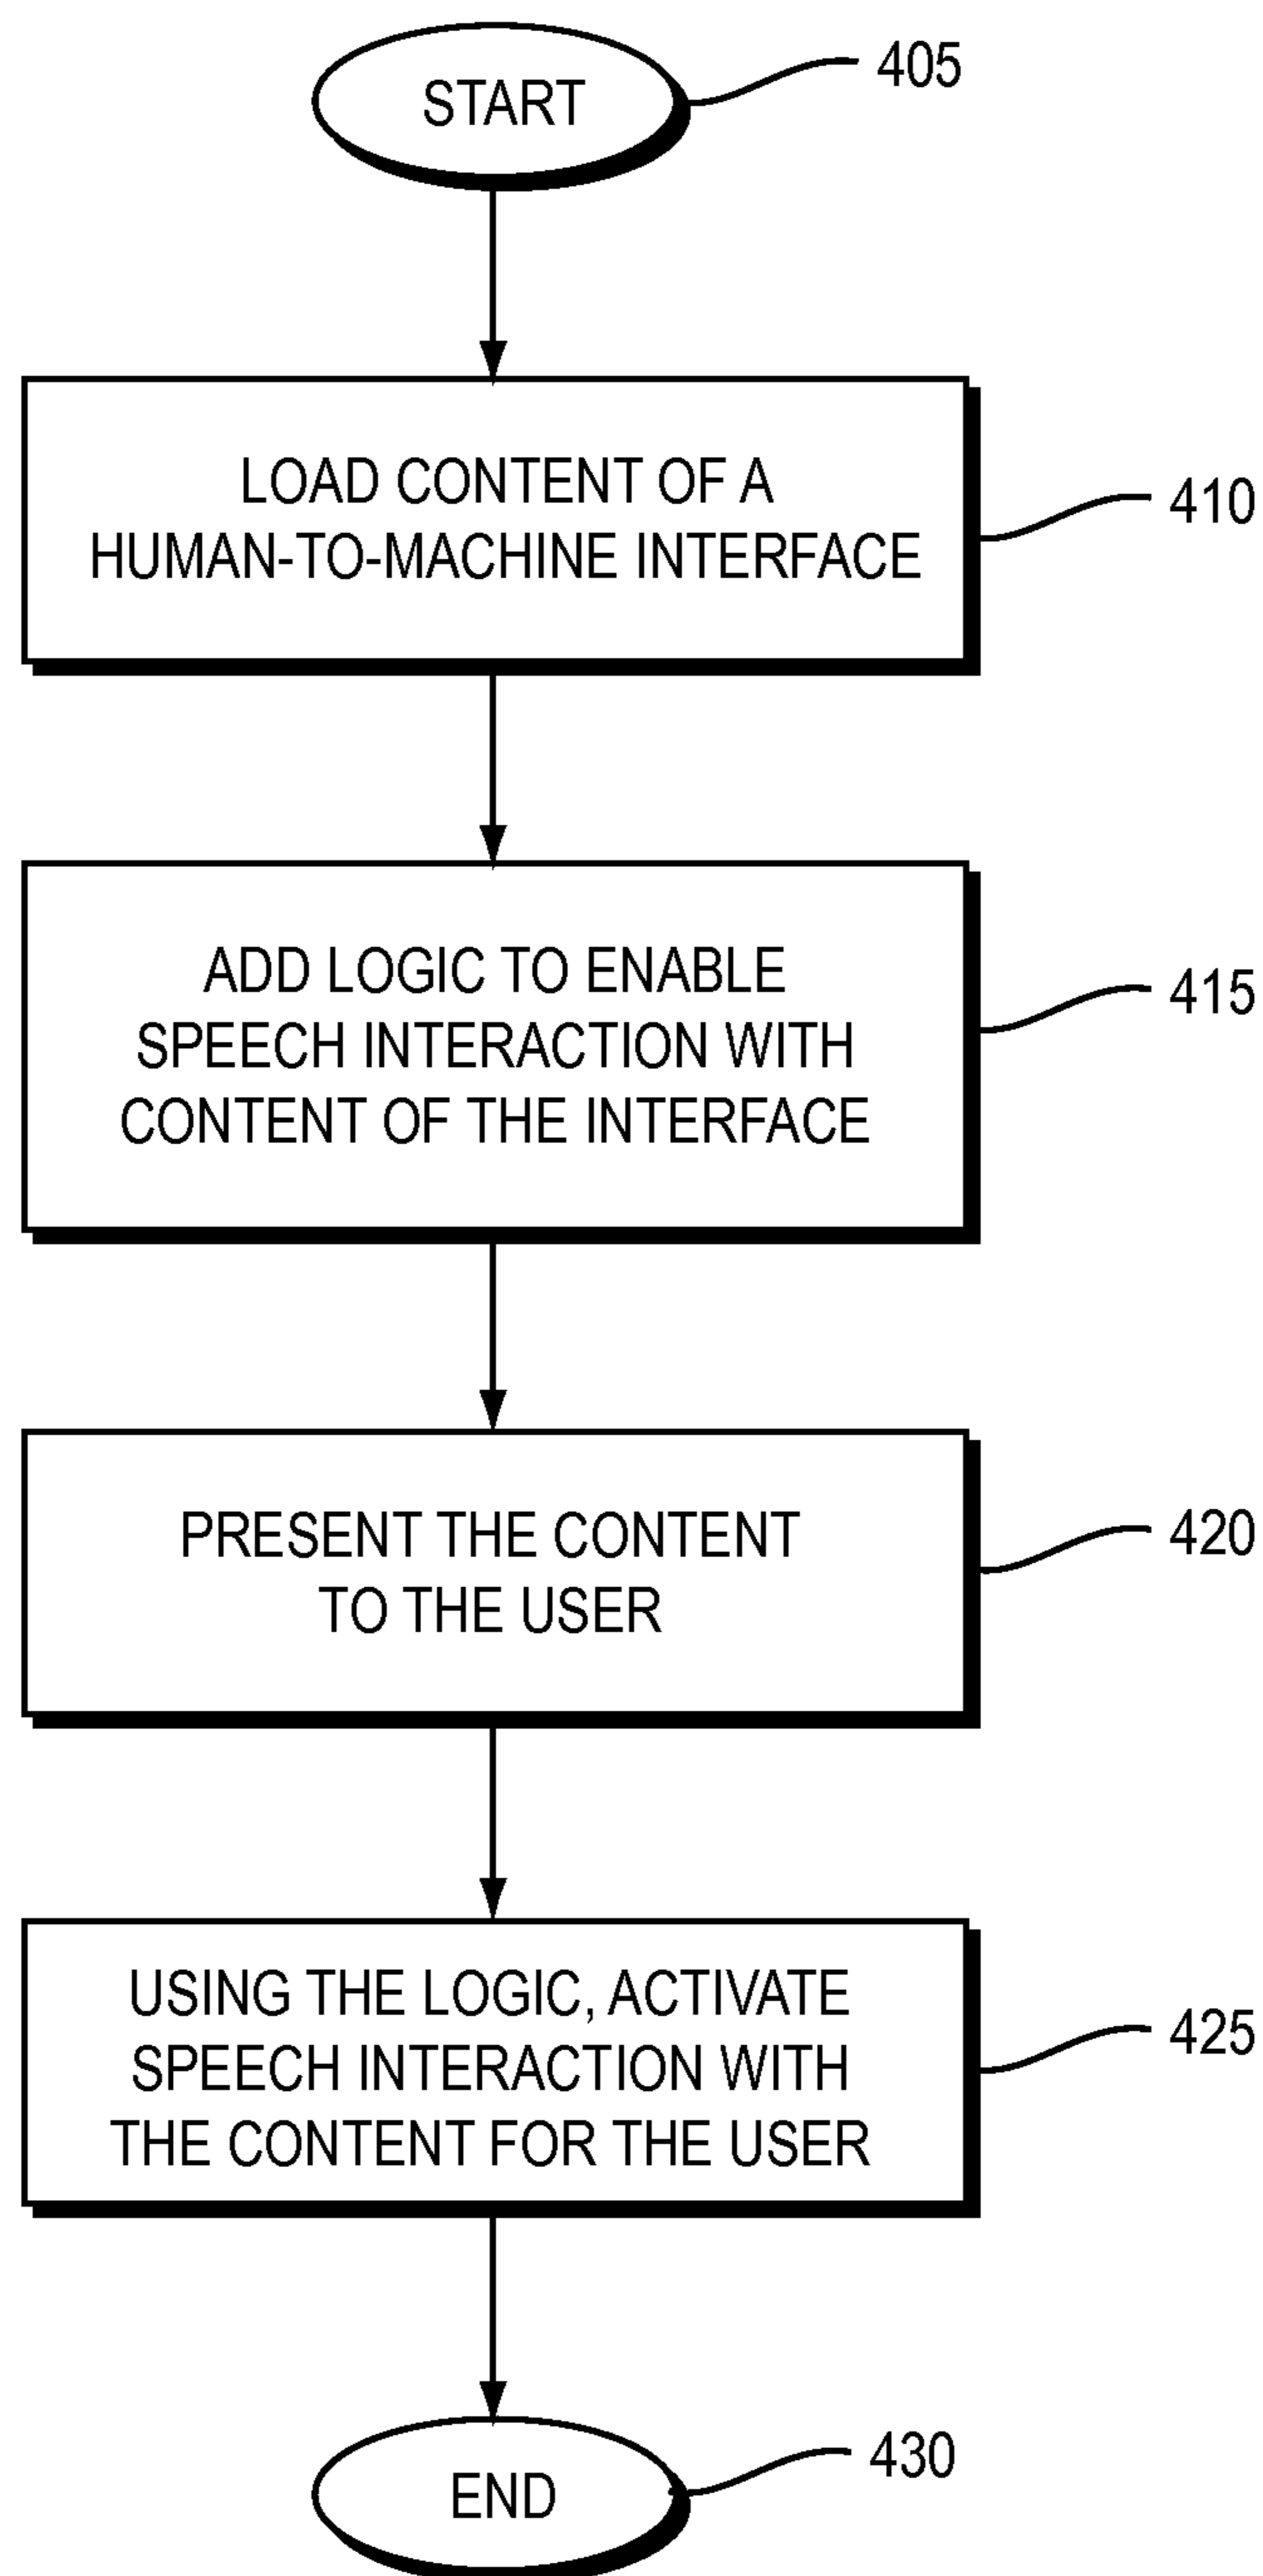 START
405
LOAD CONTENT OF A
HUMAN-TO-MACHINE INTERFACE
410
ADD LOGIC TO ENABLE
SPEECH INTERACTION WITH
CONTENT OF THE INTERFACE
415
PRESENT THE CONTENT
TO THE USER
420
USING THE LOGIC, ACTIVATE
SPEECH INTERACTION WITH
THE CONTENT FOR THE USER
425
END
430